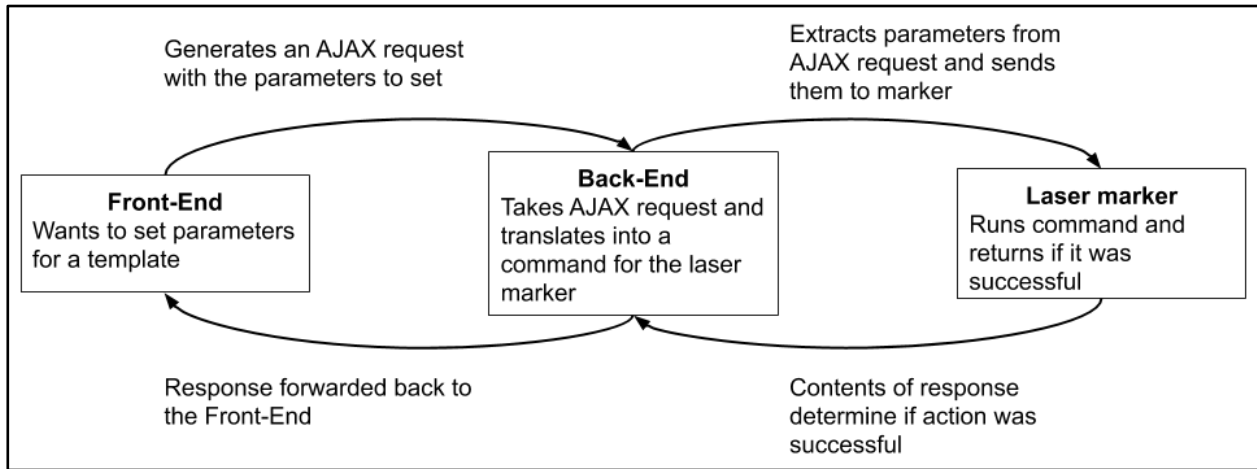 Generates an AJAX request
with the parameters to set
Extracts parameters from
AJAX request and sends
them to marker
Front-End
Wants to set parameters
for a template
Back-End
Takes AJAX request and
translates into a
command for the laser
marker
Laser marker
Runs command and
returns if it was
successful
Response forwarded back to
the Front-End
Contents of response
determine if action was
successful